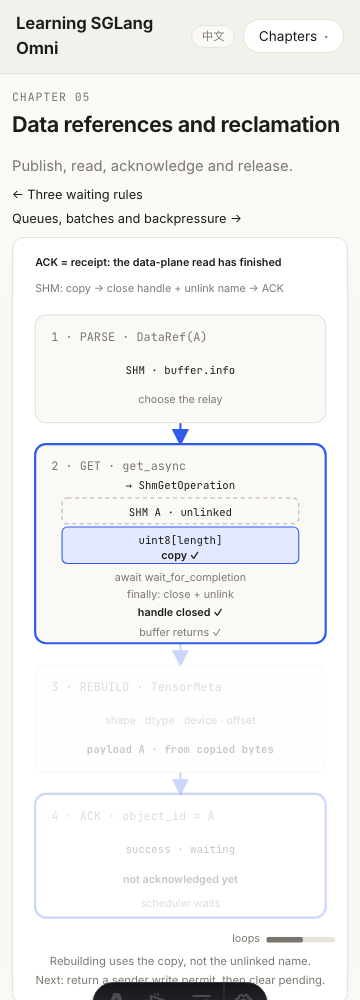 Learning SGLang
Omni
中文
Chapters
CHAPTER 05
Data references and reclamation
Publish, read, acknowledge and release.
← Three waiting rules
Queues, batches and backpressure →
ACK = receipt: the data-plane read has finished
SHM: copy → close handle + unlink name → ACK
1 · PARSE · DataRef(A)
SHM · buffer.info
choose the relay
2 · GET · get_async
→ ShmGetOperation
SHM A · unlinked
uint8[length]
copy ✓
await wait_for_completion
finally: close + unlink
handle closed ✓
buffer returns ✓
3 · REBUILD · TensorMeta
shape · dtype · device · offset
payload A · from copied bytes
4 · ACK · object_id = A
success · waiting
not acknowledged yet
scheduler waits
loops
Rebuilding uses the copy, not the unlinked name.
Next: return a sender write permit, then clear pending.